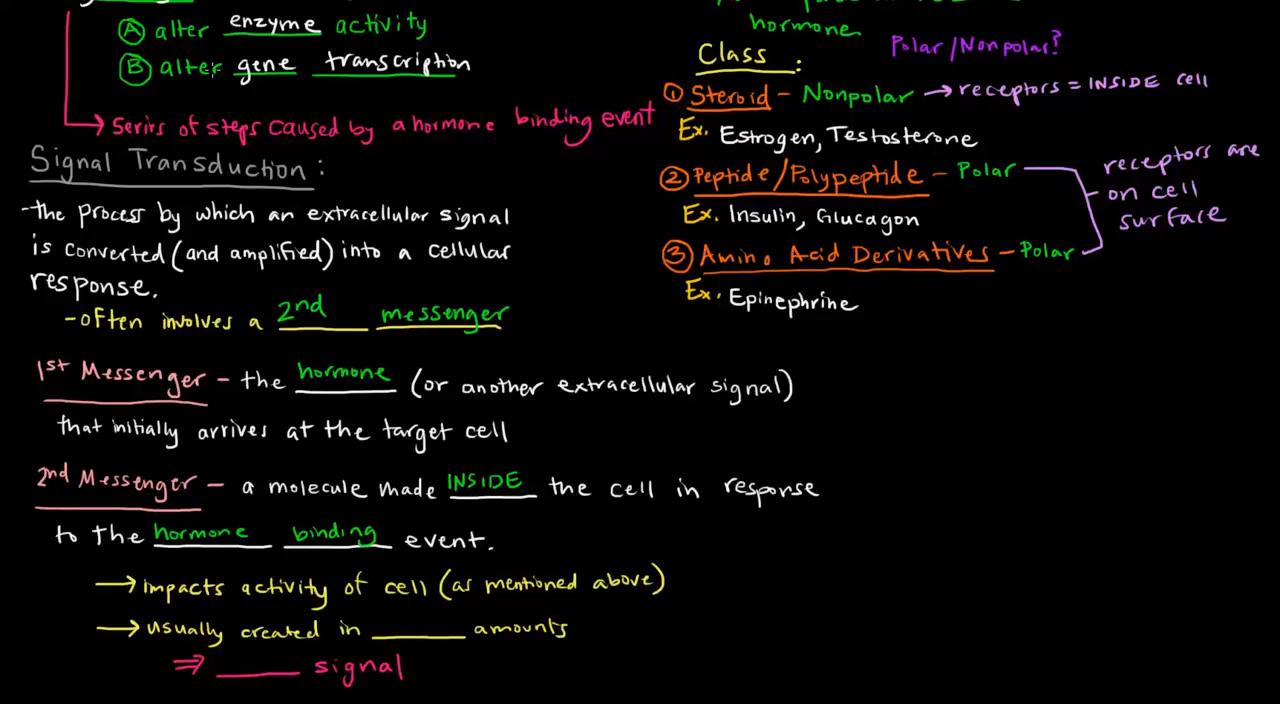 A alter enzyme activity
B alter gene transcription
→ Series of steps caused by a hormone binding event
Signal Transduction:
-the process by which an extracellular signal
is converted (and amplified) into a cellular
response.
-often involves a 2nd messenger
1st Messenger - the hormone (or another extracellular signal)
that initially arrives at the target cell
2nd Messenger - a molecule made INSIDE the cell in response
to the hormone binding event.
→ impacts activity of cell (as mentioned above)
→ usually created in ______ amounts
⇒ _____ signal
hormone
Polar/Nonpolar?
Class:
① Steroid - Nonpolar → receptors = INSIDE cell
Ex. Estrogen, Testosterone
② Peptide/Polypeptide - Polar
Ex. Insulin, Glucagon
③ Amino Acid Derivatives - Polar
Ex. Epinephrine
receptors are
on cell
surface